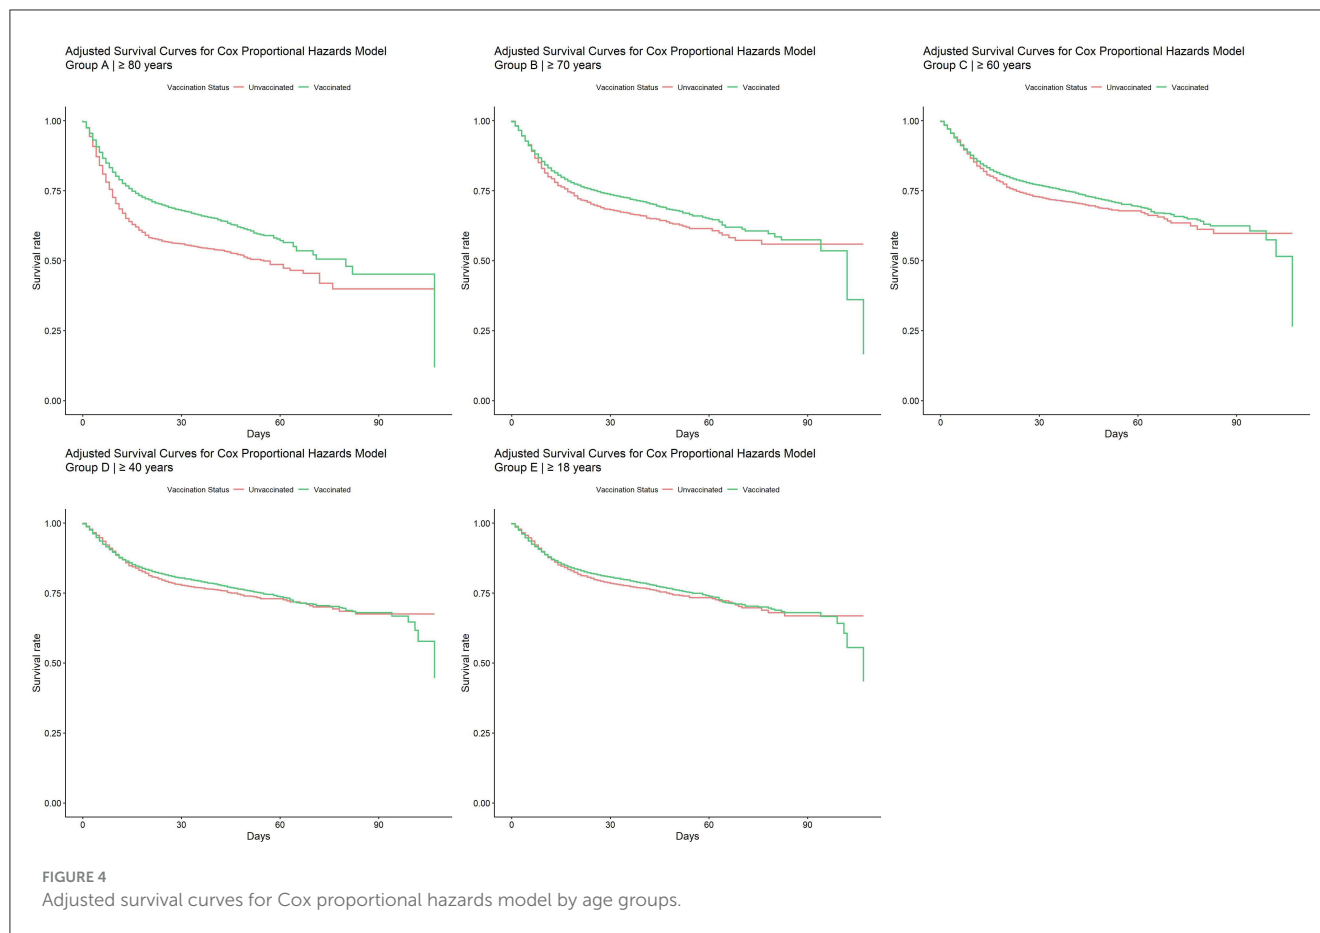 Adjusted Survival Curves for Cox Proportional Hazards Model
Group A | ≥ 80 years
Vaccination Status Unvaccinated Vaccinated
1.00
0.75
0.50
0.25
0.00
Survival rate
0 30 60 90
Days
Adjusted Survival Curves for Cox Proportional Hazards Model
Group B | ≥ 70 years
Vaccination Status Unvaccinated Vaccinated
1.00
0.75
0.50
0.25
0.00
Survival rate
0 30 60 90
Days
Adjusted Survival Curves for Cox Proportional Hazards Model
Group C | ≥ 60 years
Vaccination Status Unvaccinated Vaccinated
1.00
0.75
0.50
0.25
0.00
Survival rate
0 30 60 90
Days
Adjusted Survival Curves for Cox Proportional Hazards Model
Group D | ≥ 40 years
Vaccination Status Unvaccinated Vaccinated
1.00
0.75
0.50
0.25
0.00
Survival rate
0 30 60 90
Days
Adjusted Survival Curves for Cox Proportional Hazards Model
Group E | ≥ 18 years
Vaccination Status Unvaccinated Vaccinated
1.00
0.75
0.50
0.25
0.00
Survival rate
0 30 60 90
Days
FIGURE 4
Adjusted survival curves for Cox proportional hazards model by age groups.